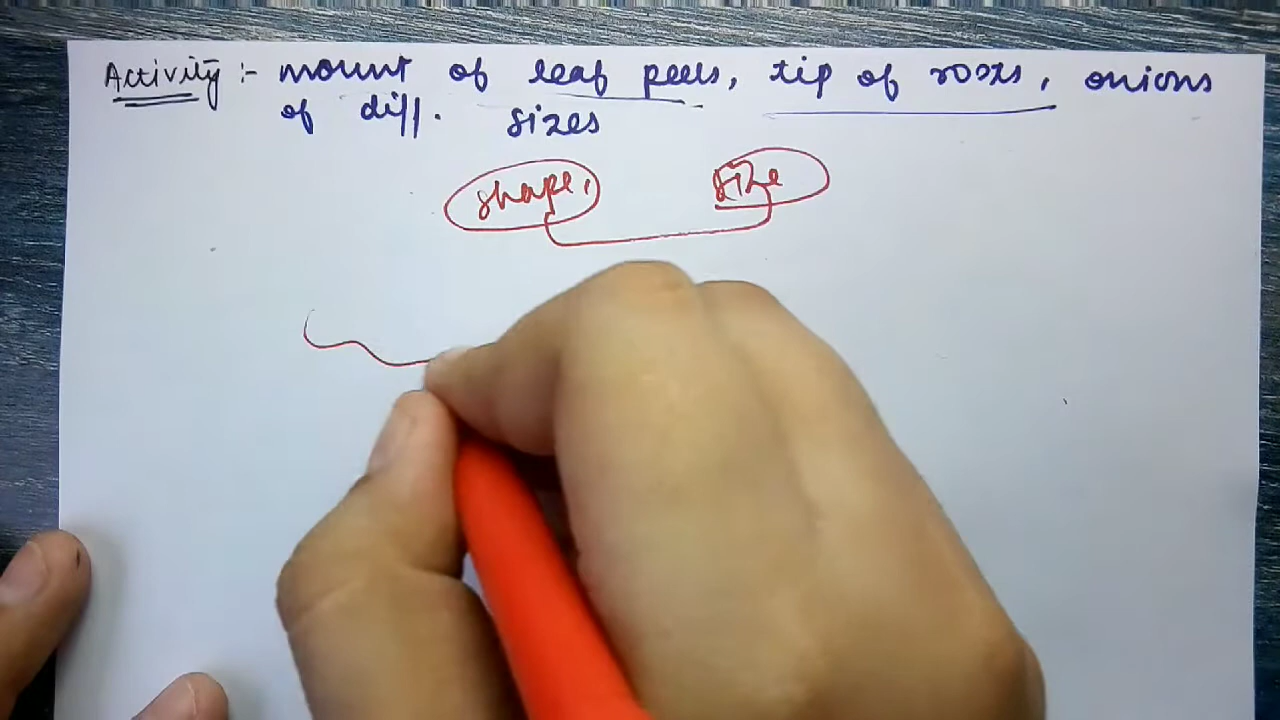 Activity :- mount of leaf peels, tip of roots, onions
of diff. sizes
shape, size